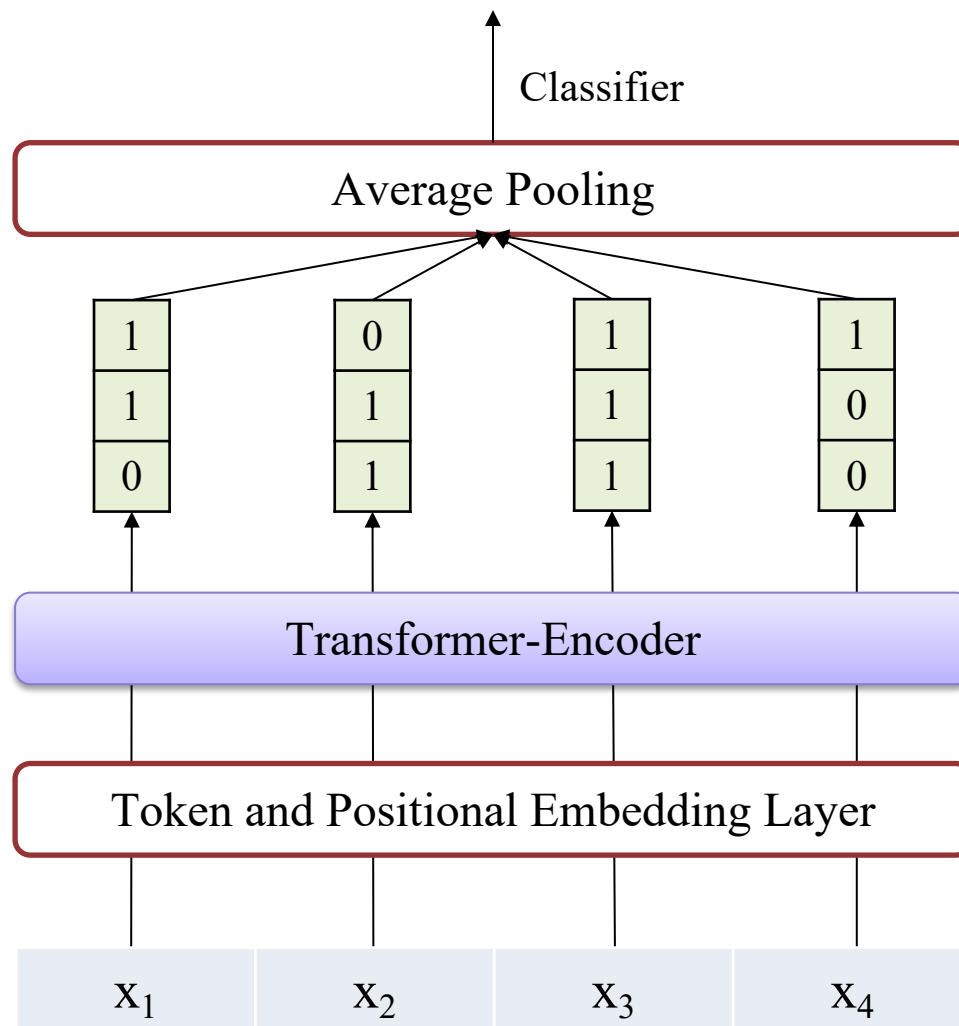 Classifier
Average Pooling
1 0 1 1
1 1 1 0
0 1 1 0
Transformer-Encoder
Token and Positional Embedding Layer
x₁ x₂ x₃ x₄